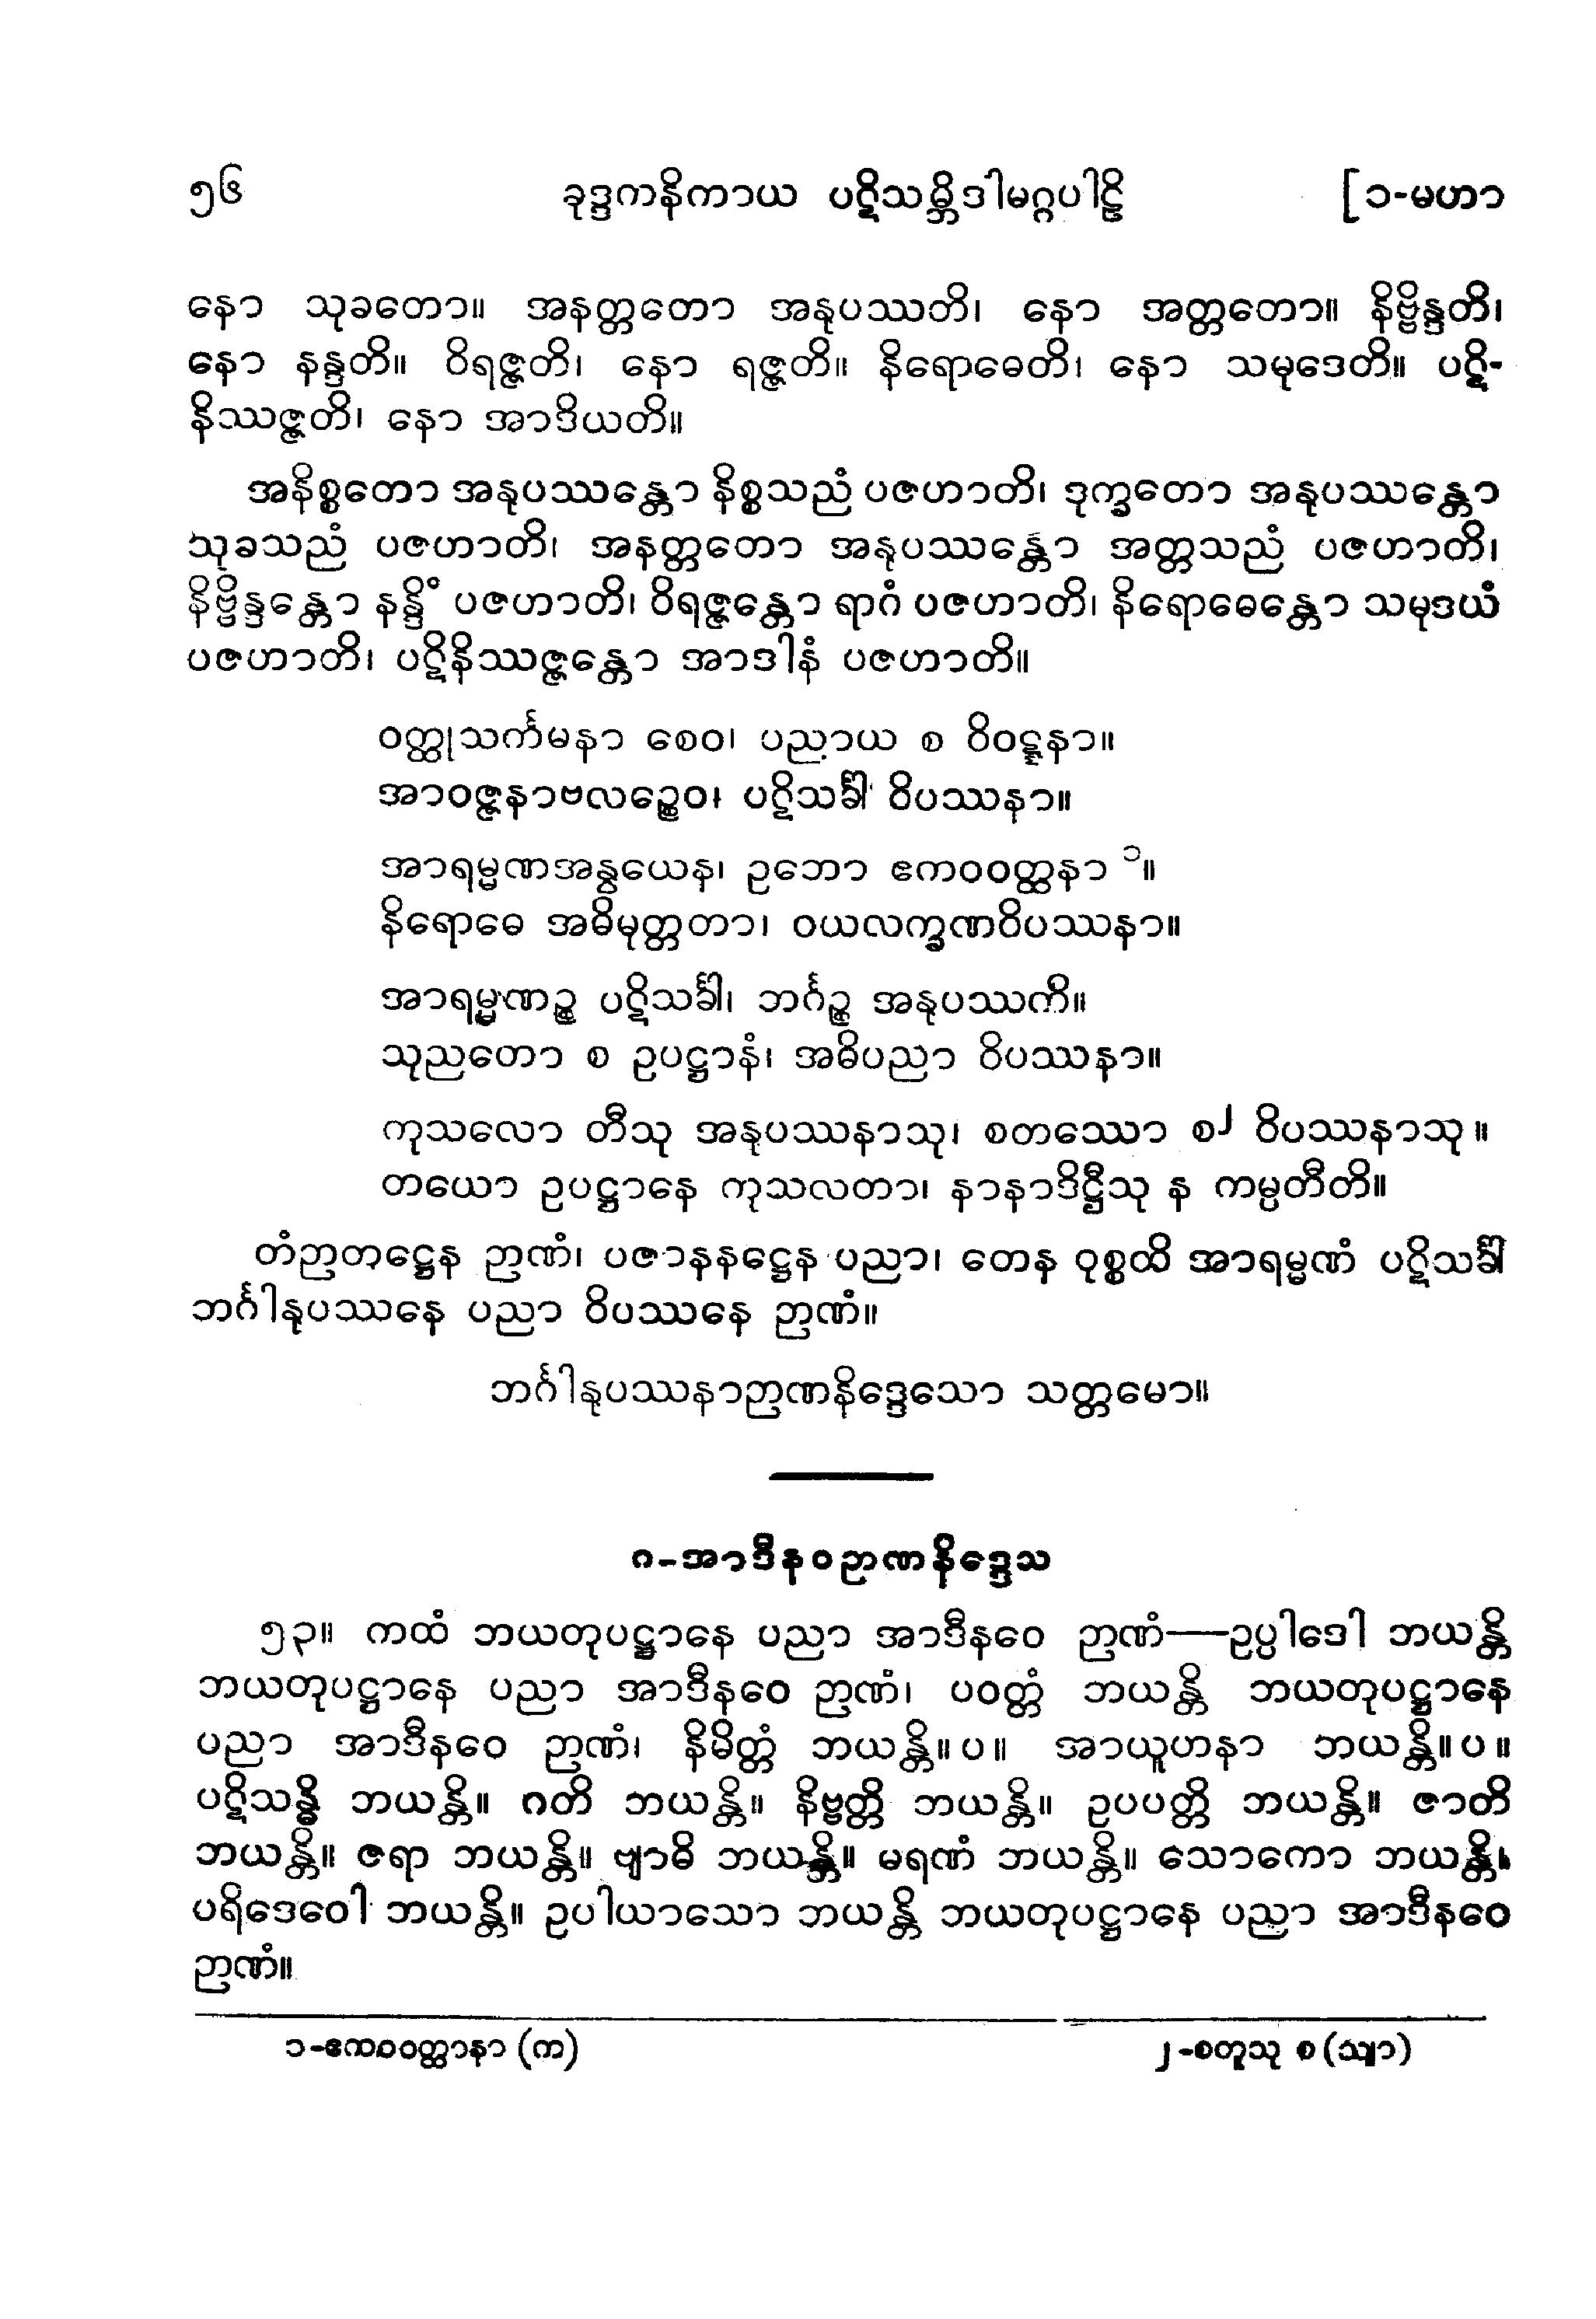 ၅၆ ခုဒ္ဒကနိကာယ ပဋိသမ္ဘိဒါမဂ္ဂပါဠိ [၁-မဟာ
နော သုခတော။ အနတ္တတော အနုပဿတိ၊ နော အတ္တတော။ နိဗ္ဗိန္ဒတိ၊
နော နန္ဒတိ။ ဝိရဇ္ဇတိ၊ နော ရဇ္ဇတိ။ နိရောဓေတိ၊ နော သမုဒေတိ။ ပဋိ-
နိဿဇ္ဇတိ၊ နော အာဒိယတိ။
အနိစ္စတော အနုပဿန္တော နိစ္စသညံ ပဇဟာတိ၊ ဒုက္ခတော အနုပဿန္တော
သုခသညံ ပဇဟာတိ၊ အနတ္တတော အနုပဿန္တော အတ္တသညံ ပဇဟာတိ၊
နိဗ္ဗိန္ဒန္တော နန္ဒိံ ပဇဟာတိ၊ ဝိရဇ္ဇန္တော ရာဂံ ပဇဟာတိ၊ နိရောဓေန္တော သမုဒယံ
ပဇဟာတိ၊ ပဋိနိဿဇ္ဇန္တော အာဒါနံ ပဇဟာတိ။
ဝတ္ထုသင်္ကမနာ စေဝ၊ ပညာယ စ ဝိဝဋ္ဋနာ။
အာဝဇ္ဇနာဗလဉ္စေဝ၊ ပဋိသင်္ခါ ဝိပဿနာ။
အာရမ္မဏအန္ဝယေန၊ ဥဘော ဧကဝဝတ္ထနာ ၁။
နိရောဓေ အဓိမုတ္တတာ၊ ဝယလက္ခဏဝိပဿနာ။
အာရမ္မဏဉ္စ ပဋိသင်္ခါ၊ ဘင်္ဂဉ္စ အနုပဿတိ။
သုညတော စ ဥပဋ္ဌာနံ၊ အဓိပညာ ဝိပဿနာ။
ကုသလော တီသု အနုပဿနာသု၊ စတဿော စ၂ ဝိပဿနာသု။
တယော ဥပဋ္ဌာနေ ကုသလတာ၊ နာနာဒိဋ္ဌီသု န ကမ္ပတီတိ။
တံဉာတဋ္ဌေန ဉာဏံ၊ ပဇာနနဋ္ဌေန ပညာ၊ တေန ဝုစ္စတိ အာရမ္မဏံ ပဋိသင်္ခါ
ဘင်္ဂါနုပဿနေ ပညာ ဝိပဿနေ ဉာဏံ။
ဘင်္ဂါနုပဿနာဉာဏနိဒ္ဒေသော သတ္တမော။
၈-အာဒီနဝဉာဏနိဒ္ဒေသ
၅၃။ ကထံ ဘယတုပဋ္ဌာနေ ပညာ အာဒီနဝေ ဉာဏံ—ဥပ္ပါဒေါ ဘယန္တိ
ဘယတုပဋ္ဌာနေ ပညာ အာဒီနဝေ ဉာဏံ၊ ပဝတ္တံ ဘယန္တိ ဘယတုပဋ္ဌာနေ
ပညာ အာဒီနဝေ ဉာဏံ၊ နိမိတ္တံ ဘယန္တိ။ပ။ အာယူဟနာ ဘယန္တိ။ပ။
ပဋိသန္ဓိ ဘယန္တိ။ ဂတိ ဘယန္တိ။ နိဗ္ဗတ္တိ ဘယန္တိ။ ဥပပတ္တိ ဘယန္တိ။ ဇာတိ
ဘယန္တိ။ ဇရာ ဘယန္တိ။ ဗျာဓိ ဘယန္တိ။ မရဏံ ဘယန္တိ။ သောကော ဘယန္တိ။
ပရိဒေဝေါ ဘယန္တိ။ ဥပါယာသော ဘယန္တိ ဘယတုပဋ္ဌာနေ ပညာ အာဒီနဝေ
ဉာဏံ။
၁-ဧကဝဝတ္ထာနာ (က) ၂-စတူသု စ (သျာ)